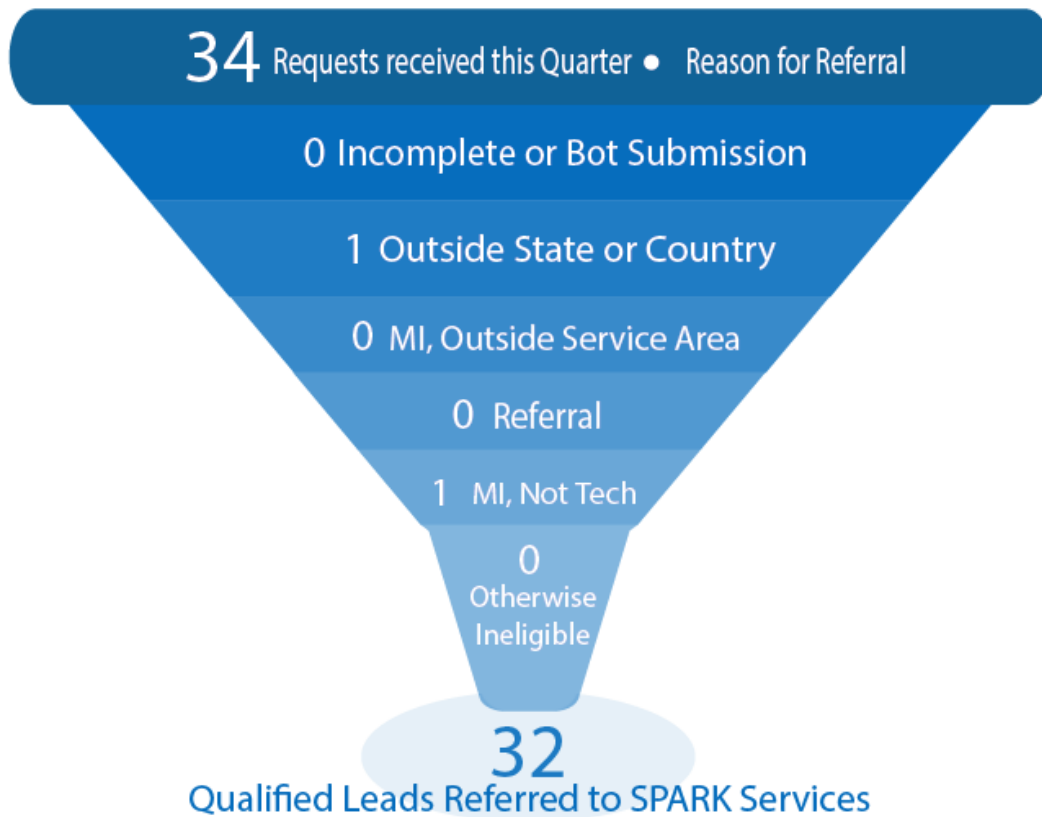 34 Requests received this Quarter • Reason for Referral
0 Incomplete or Bot Submission
1 Outside State or Country
0 MI, Outside Service Area
0 Referral
1 MI, Not Tech
0
Otherwise
Ineligible
32
Qualified Leads Referred to SPARK Services